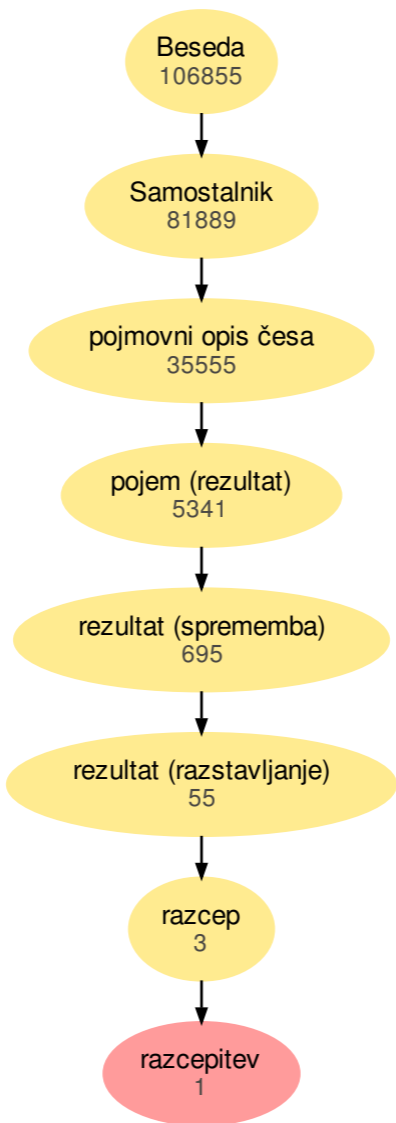 Beseda
106855
Samostalnik
81889
pojmovni opis česa
35555
pojem (rezultat)
5341
rezultat (sprememba)
695
rezultat (razstavljanje)
55
razcep
3
razcepitev
1